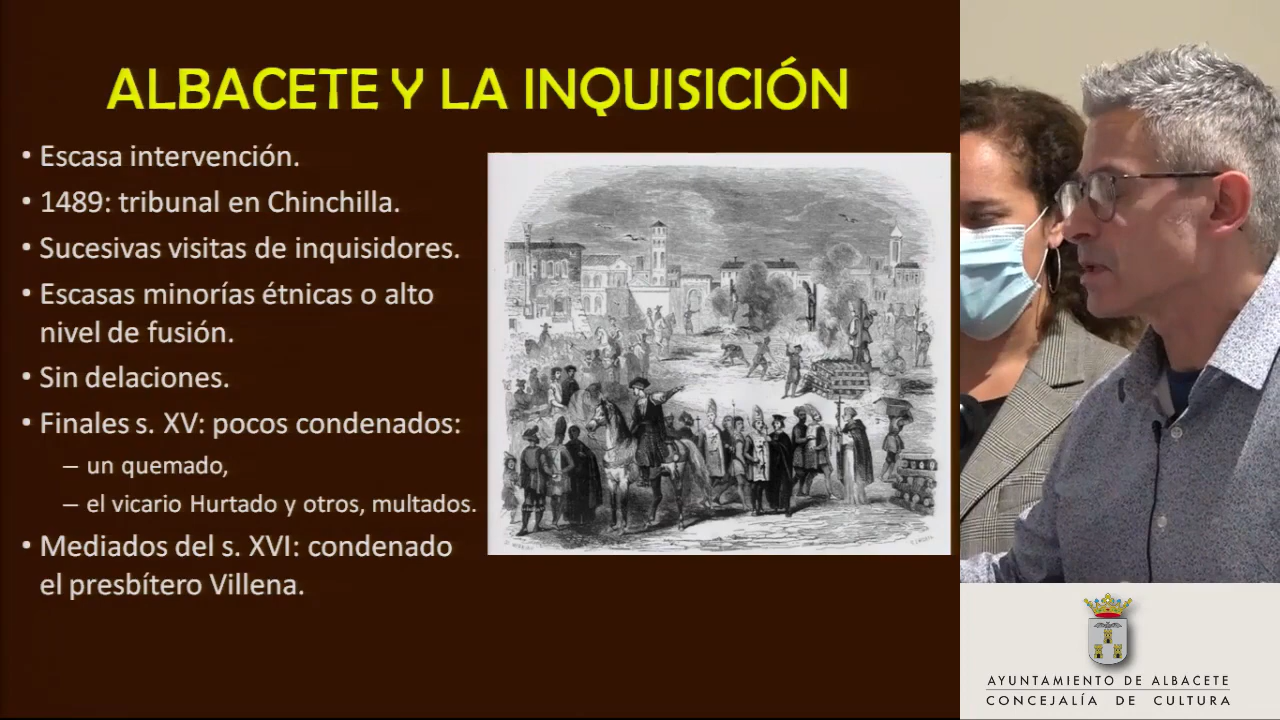 ALBACETE Y LA INQUISICIÓN
• Escasa intervención.
• 1489: tribunal en Chinchilla.
• Sucesivas visitas de inquisidores.
• Escasas minorías étnicas o alto
nivel de fusión.
• Sin delaciones.
• Finales s. XV: pocos condenados:
– un quemado,
– el vicario Hurtado y otros, multados.
• Mediados del s. XVI: condenado
el presbítero Villena.
AYUNTAMIENTO DE ALBACETE
CONCEJALÍA DE CULTURA